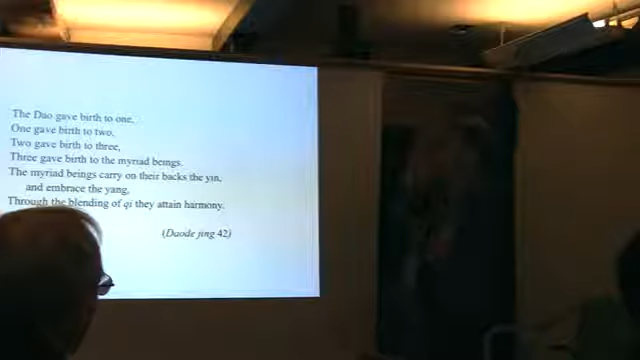 The Dao gave birth to one,
One gave birth to two,
Two gave birth to three,
Three gave birth to the myriad beings.
The myriad beings carry on their backs the yin,
and embrace the yang,
Through the blending of qi they attain harmony.
(Daode jing 42)